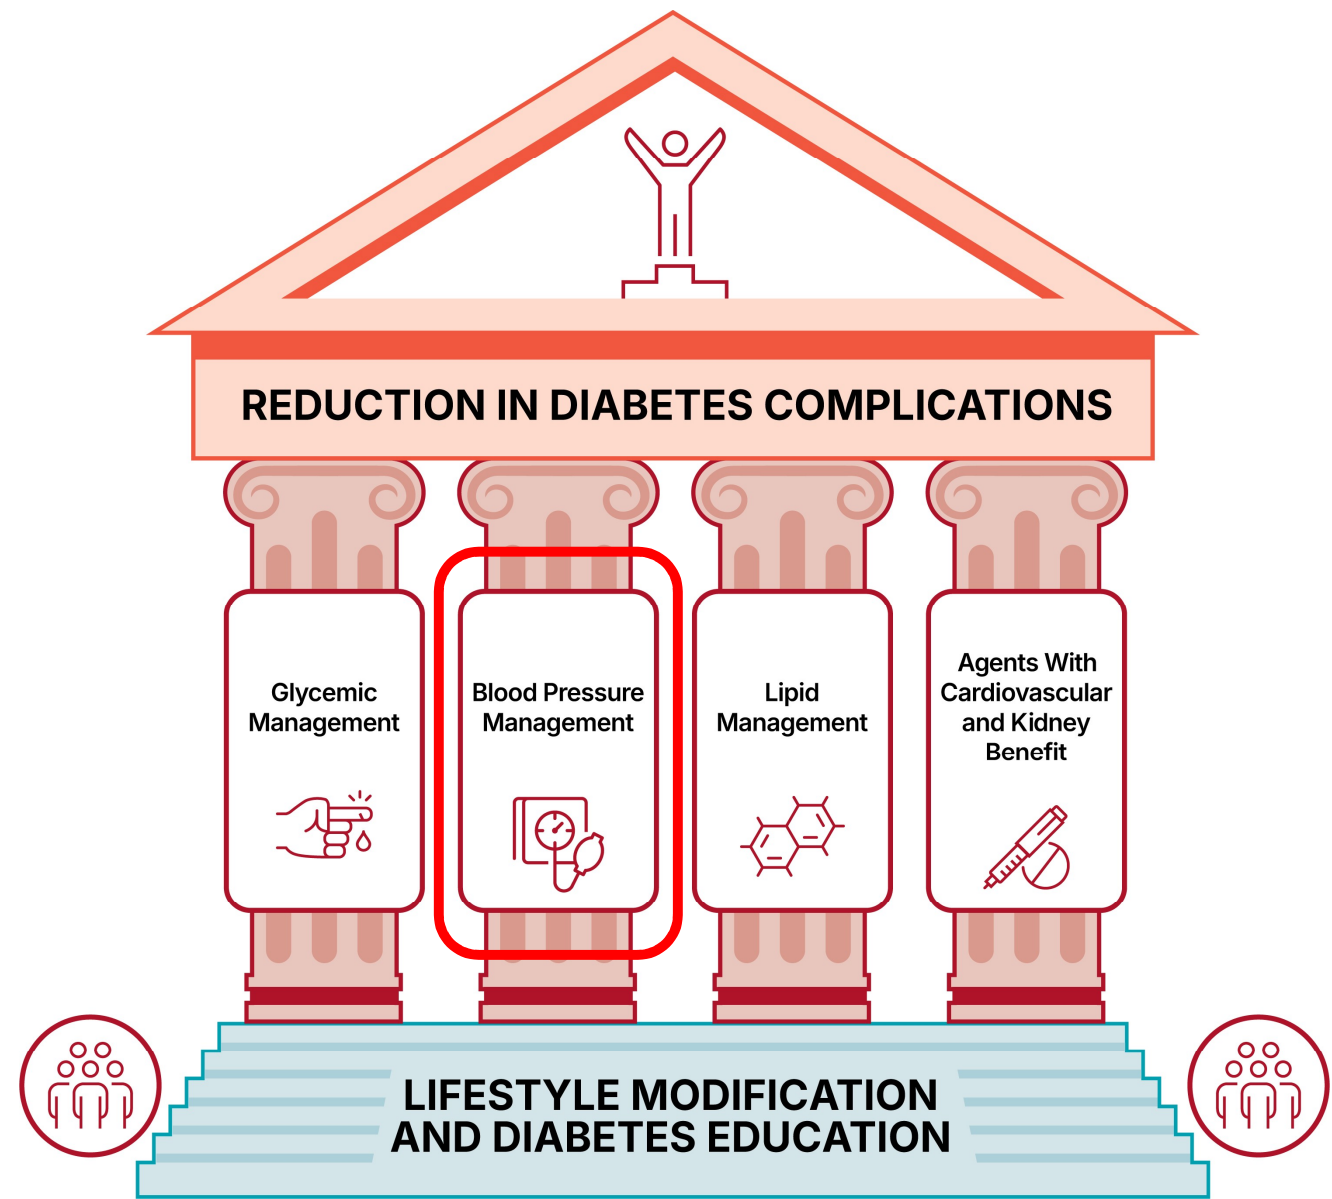 REDUCTION IN DIABETES COMPLICATIONS
Glycemic
Management
Blood Pressure
Management
Lipid
Management
Agents With
Cardiovascular
and Kidney
Benefit
LIFESTYLE MODIFICATION
AND DIABETES EDUCATION